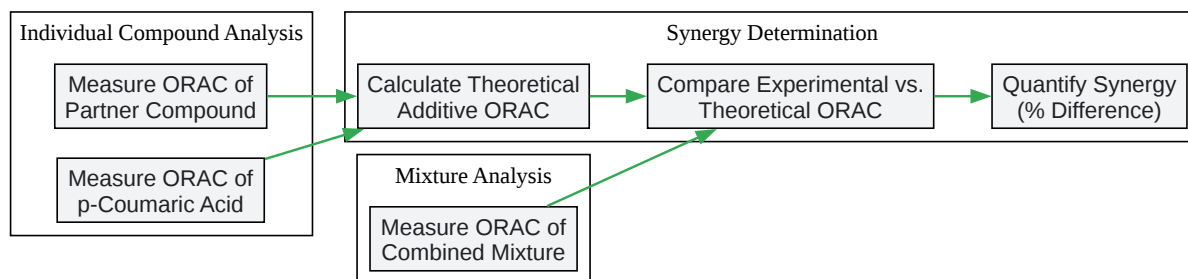 Individual Compound Analysis
Measure ORAC of
Partner Compound
Measure ORAC of
p-Coumaric Acid
Synergy Determination
Calculate Theoretical
Additive ORAC
Compare Experimental vs.
Theoretical ORAC
Quantify Synergy
(% Difference)
Mixture Analysis
Measure ORAC of
Combined Mixture